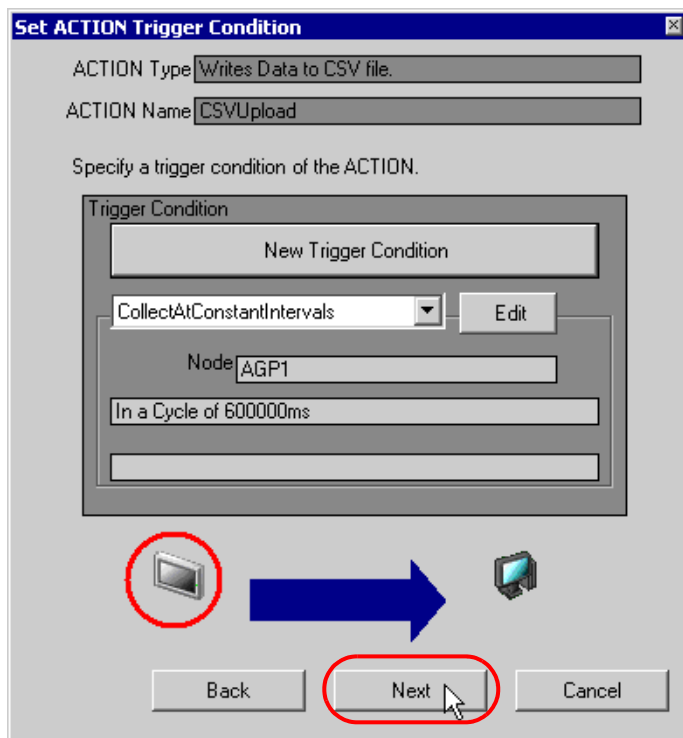 Set ACTION Trigger Condition
ACTION Type Writes Data to CSV file.
ACTION Name CSVUpload
Specify a trigger condition of the ACTION.
Trigger Condition
New Trigger Condition
CollectAtConstantIntervals Edit
Node AGP1
In a Cycle of 600000ms
Back Next Cancel